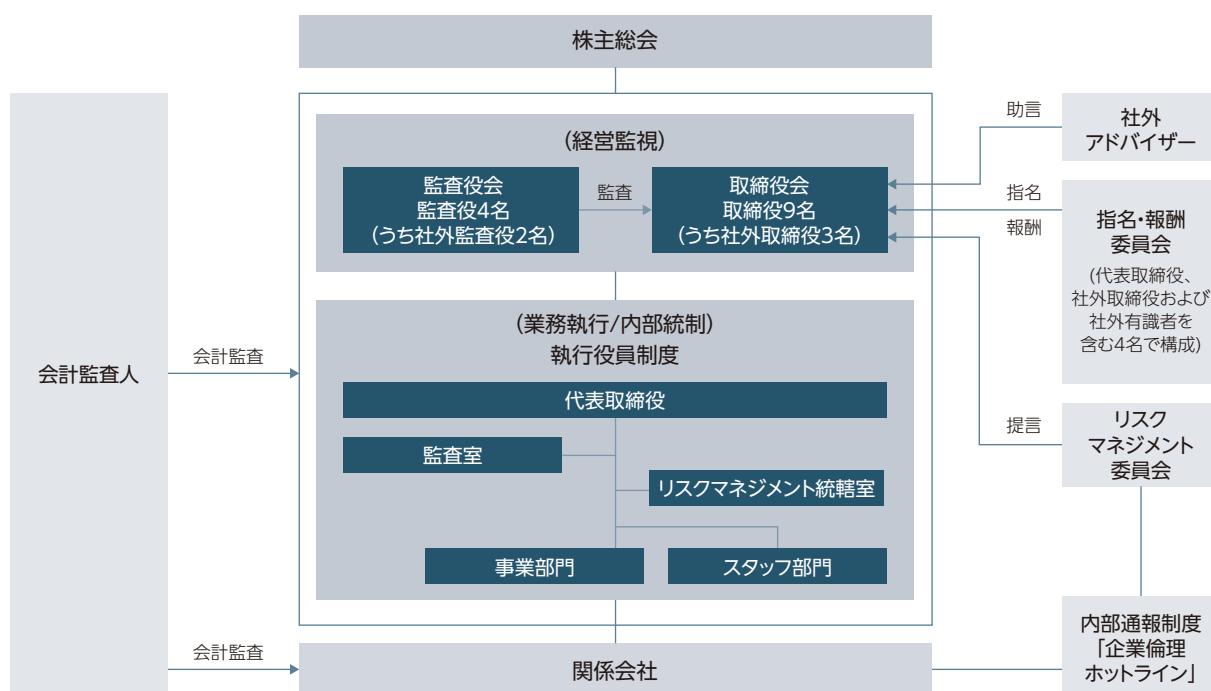 株主総会
会計監査人
会計監査
会計監査
(経営監視)
監査役会
監査役4名
(うち社外監査役2名)
監査
取締役会
取締役9名
(うち社外取締役3名)
(業務執行/内部統制)
執行役員制度
代表取締役
監査室
リスクマネジメント統轄室
事業部門
スタッフ部門
関係会社
助言
社外
アドバイザー
指名
報酬
指名・報酬
委員会
(代表取締役、
社外取締役および
社外有識者を
含む4名で構成)
提言
リスク
マネジメント
委員会
内部通報制度
「企業倫理
ホットライン」